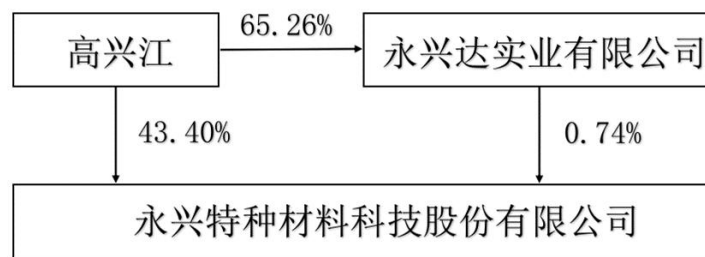 65.26%
高兴江
永兴达实业有限公司
43.40%
0.74%
永兴特种材料科技股份有限公司